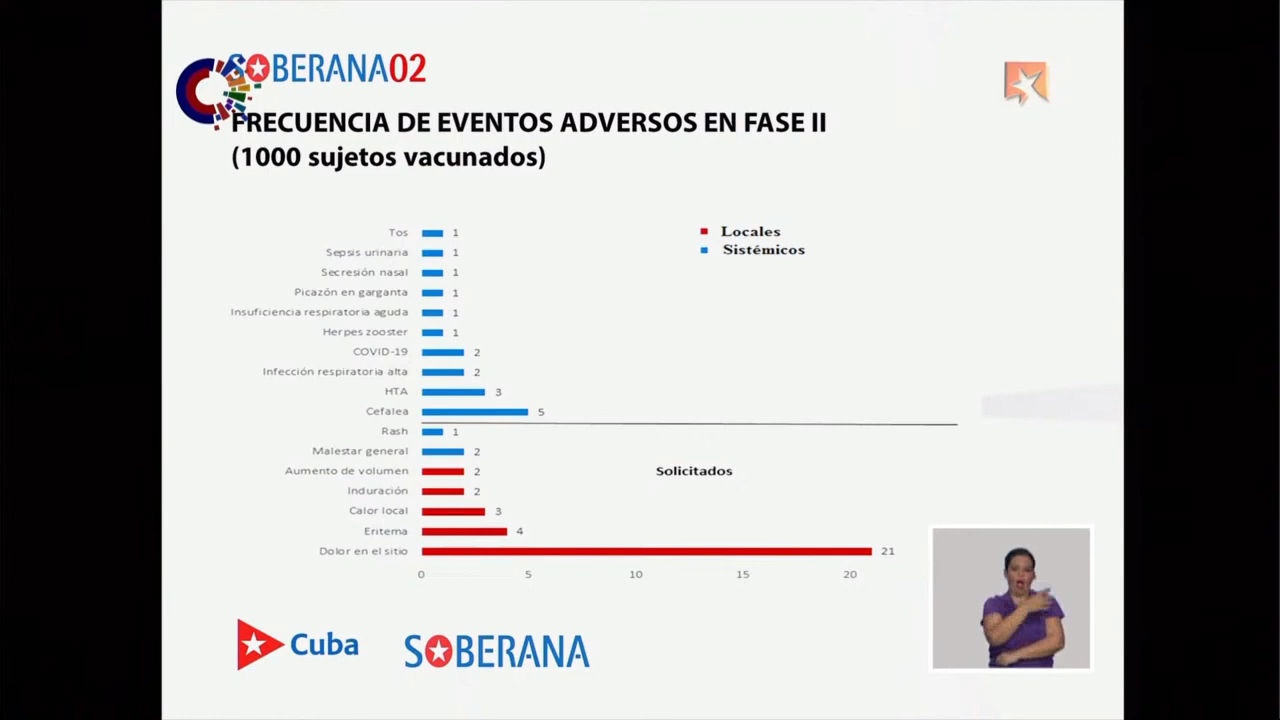 SOBERANA02
FRECUENCIA DE EVENTOS ADVERSOS EN FASE II
(1000 sujetos vacunados)
Locales
Sistémicos
Tos 1
Sepsis urinaria 1
Secresión nasal 1
Picazón en garganta 1
Insuficiencia respiratoria aguda 1
Herpes zooster 1
COVID-19 2
Infección respiratoria alta 2
HTA 3
Cefalea 5
Rash 1
Malestar general 2
Aumento de volumen 2
Solicitados
Induración 2
Calor local 3
Eritema 4
Dolor en el sitio 21
0 5 10 15 20
Cuba
SOBERANA